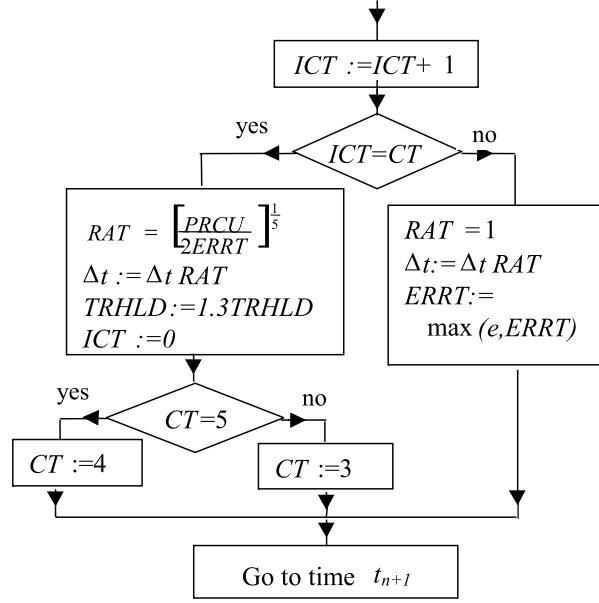 ICT :=ICT+ 1
yes
no
ICT=CT
RAT = [PRCU/2ERRT]^1/5
Δt := Δt RAT
TRHLD:=1.3TRHLD
ICT :=0
RAT =1
Δt:= Δt RAT
ERRT:=
max (e,ERRT)
yes
no
CT=5
CT :=4
CT :=3
Go to time tₙ₊₁